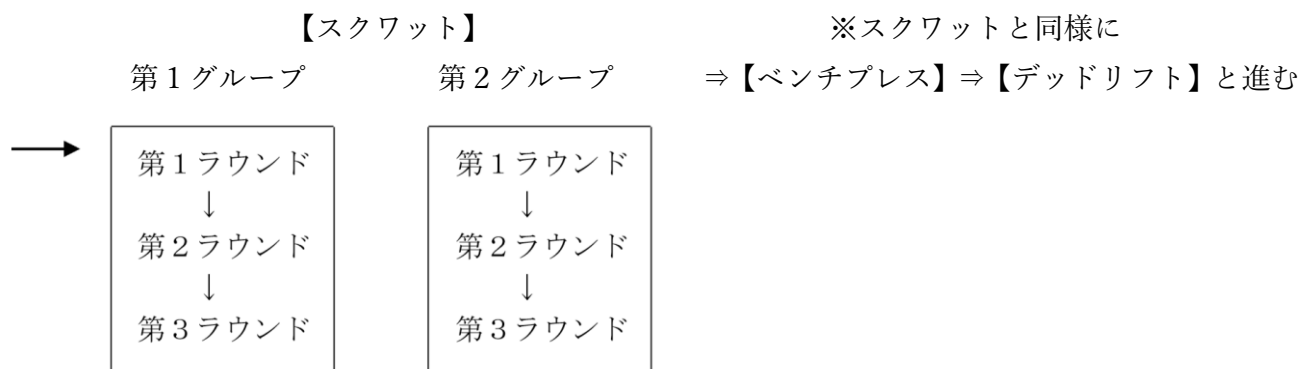 【スクワット】 ※スクワットと同様に
第1グループ 第2グループ ⇒【ベンチプレス】⇒【デッドリフト】と進む
第1ラウンド 第1ラウンド
↓ ↓
第2ラウンド 第2ラウンド
↓ ↓
第3ラウンド 第3ラウンド